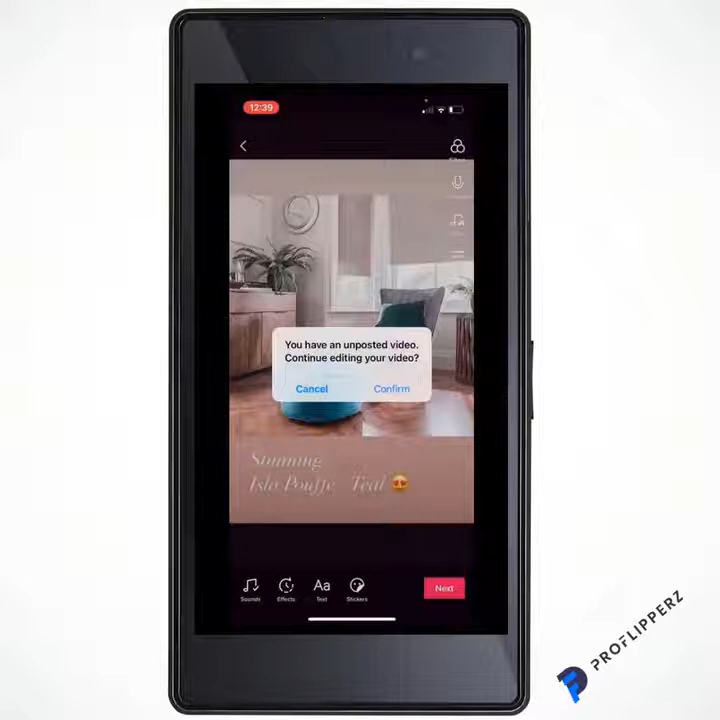 12:39
You have an unposted video.
Continue editing your video?
Cancel Confirm
Stunning
Isla Pouffe Teal 😍
Sounds Effects Text Stickers
Next
PROFLIPPERZ